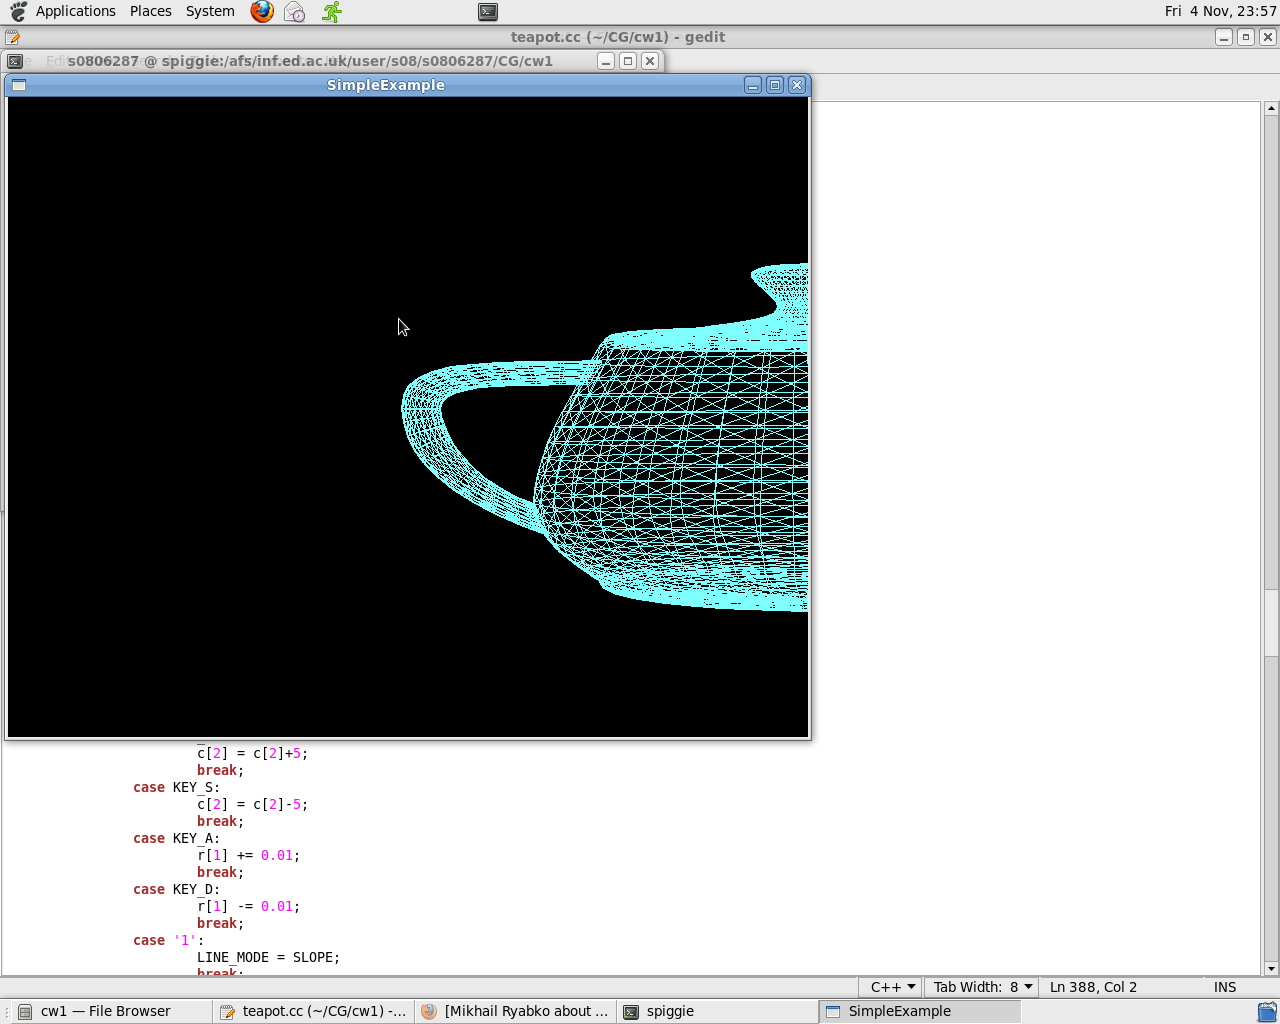 Applications Places System Fri 4 Nov, 23:57
teapot.cc (~/CG/cw1) - gedit
s0806287 @ spiggie:/afs/inf.ed.ac.uk/user/s08/s0806287/CG/cw1
SimpleExample
c[2] = c[2]+5;
break;
case KEY_S:
c[2] = c[2]-5;
break;
case KEY_A:
r[1] += 0.01;
break;
case KEY_D:
r[1] -= 0.01;
break;
case '1':
LINE_MODE = SLOPE;
break;
C++ Tab Width: 8 Ln 388, Col 2 INS
cw1 — File Browser teapot.cc (~/CG/cw1) -... [Mikhail Ryabko about ... spiggie SimpleExample